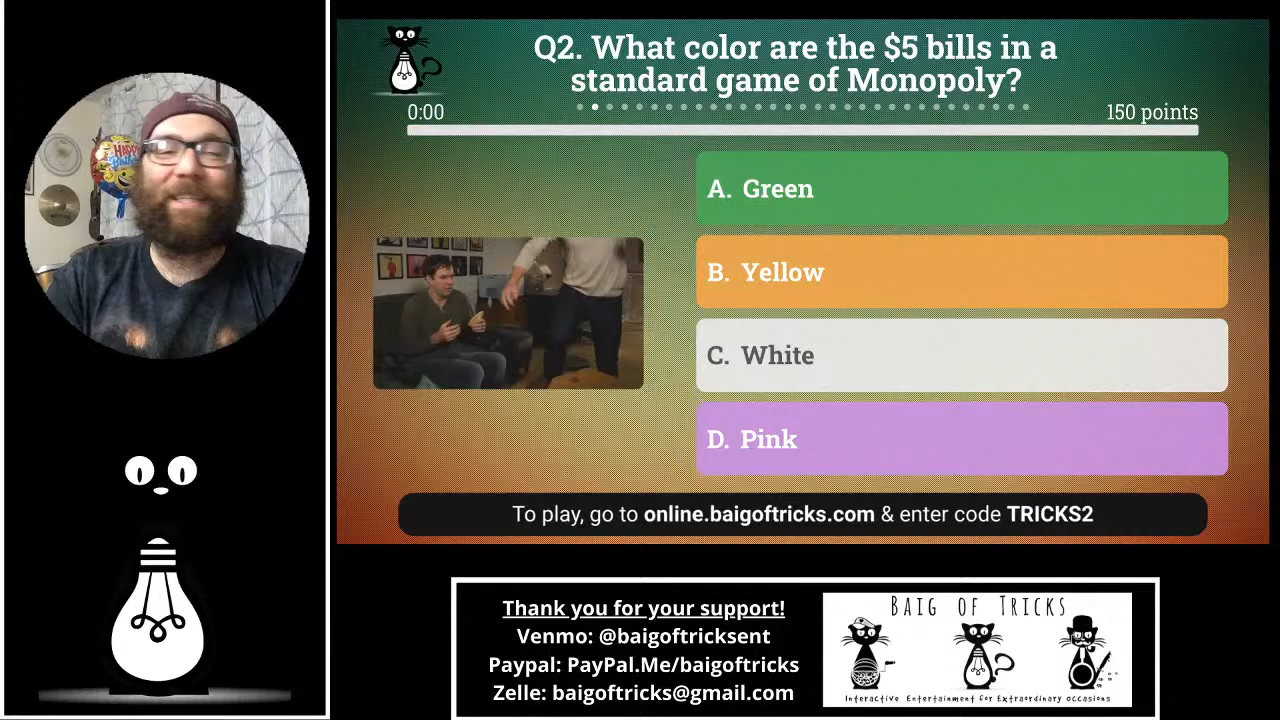 Q2. What color are the $5 bills in a
standard game of Monopoly?
0:00
150 points
A. Green
B. Yellow
C. White
D. Pink
To play, go to online.baigoftricks.com & enter code TRICKS2
Thank you for your support!
Venmo: @baigoftricksent
Paypal: PayPal.Me/baigoftricks
Zelle: baigoftricks@gmail.com
BAIG OF TRICKS
Interactive Entertainment for Extraordinary occasions
HAPPY